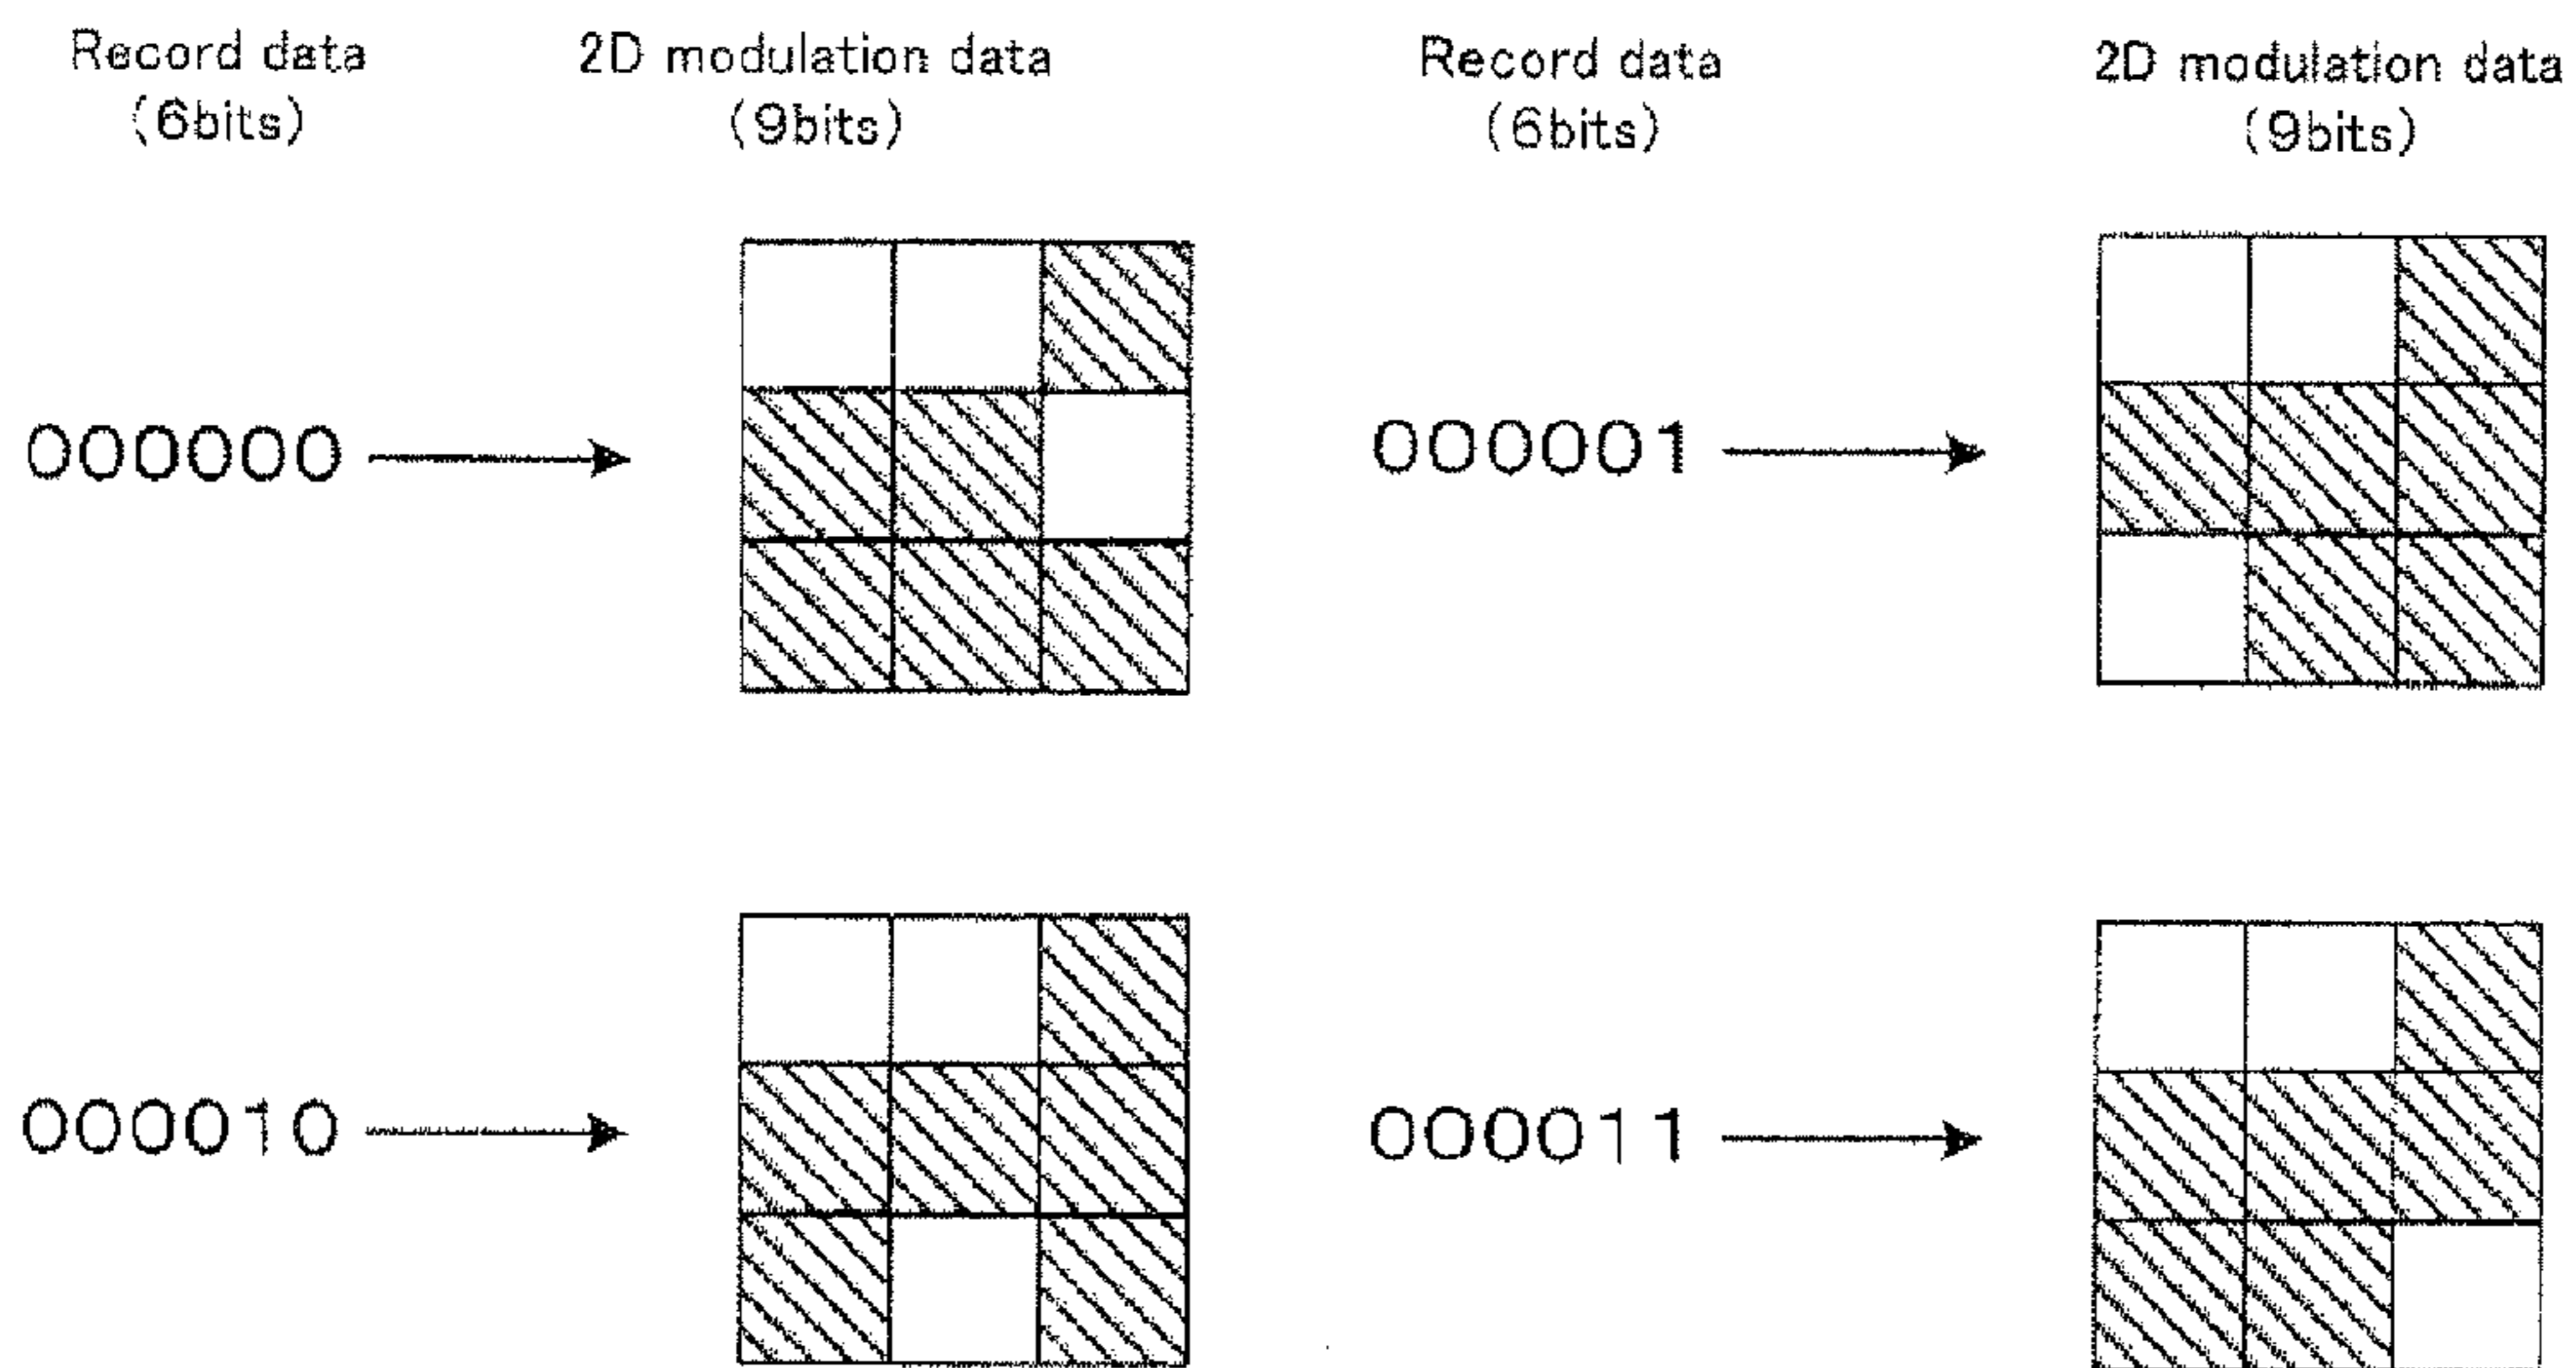 Record data
(6bits)
2D modulation data
(9bits)
Record data
(6bits)
2D modulation data
(9bits)
000000
000001
000010
000011